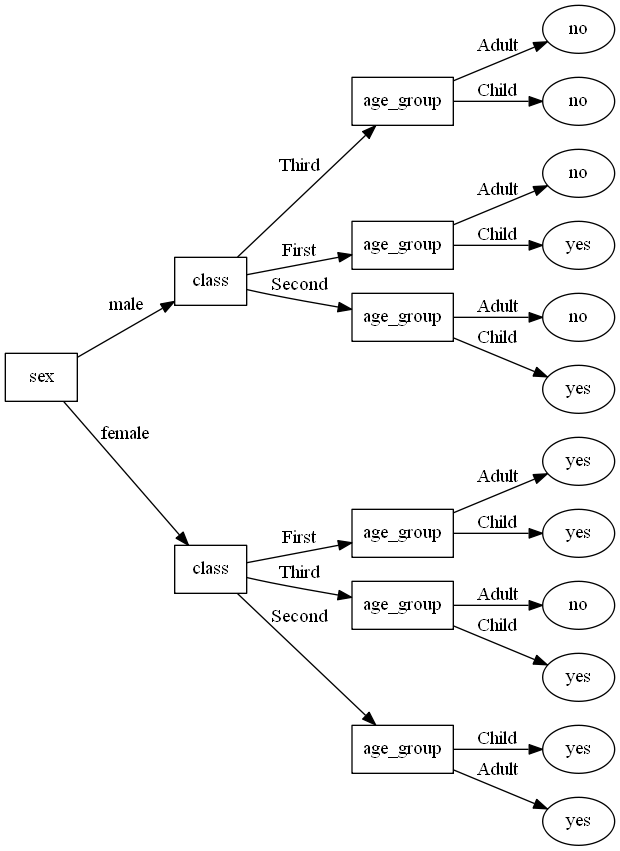 sex
male
female
class
Third
First
Second
age_group
Adult
no
Child
no
age_group
Adult
no
Child
yes
age_group
Adult
no
Child
yes
class
First
Third
Second
age_group
Adult
yes
Child
yes
age_group
Adult
no
Child
yes
age_group
Child
yes
Adult
yes